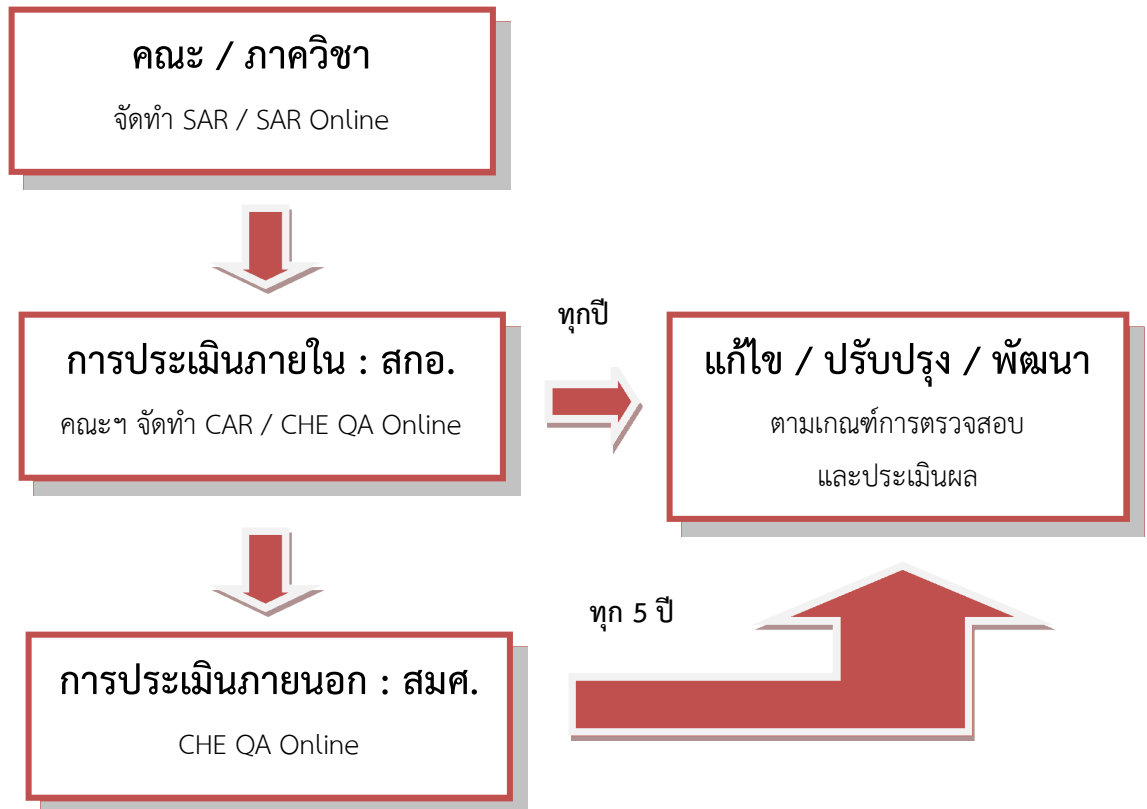 คณะ / ภาควิชา
จัดทำ SAR / SAR Online
การประเมินภายใน : สกอ.
คณะฯ จัดทำ CAR / CHE QA Online
ทุกปี
แก้ไข / ปรับปรุง / พัฒนา
ตามเกณฑ์การตรวจสอบ
และประเมินผล
การประเมินภายนอก : สมศ.
CHE QA Online
ทุก 5 ปี